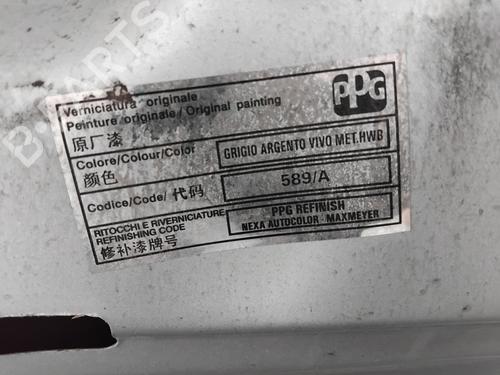 Verniciatura originale
Peinture originale / Original painting
原厂漆
PPG
Colore/Colour/Color
GRIGIO ARGENTO VIVO MET.HWB
颜色
Codice/Code/代码
589/A
RITOCCHI E RIVERNICIATURE
REFINISHING CODE
修补漆牌号
PPG REFINISH
NEXA AUTOCOLOR - MAXMEYER
B-PARTS